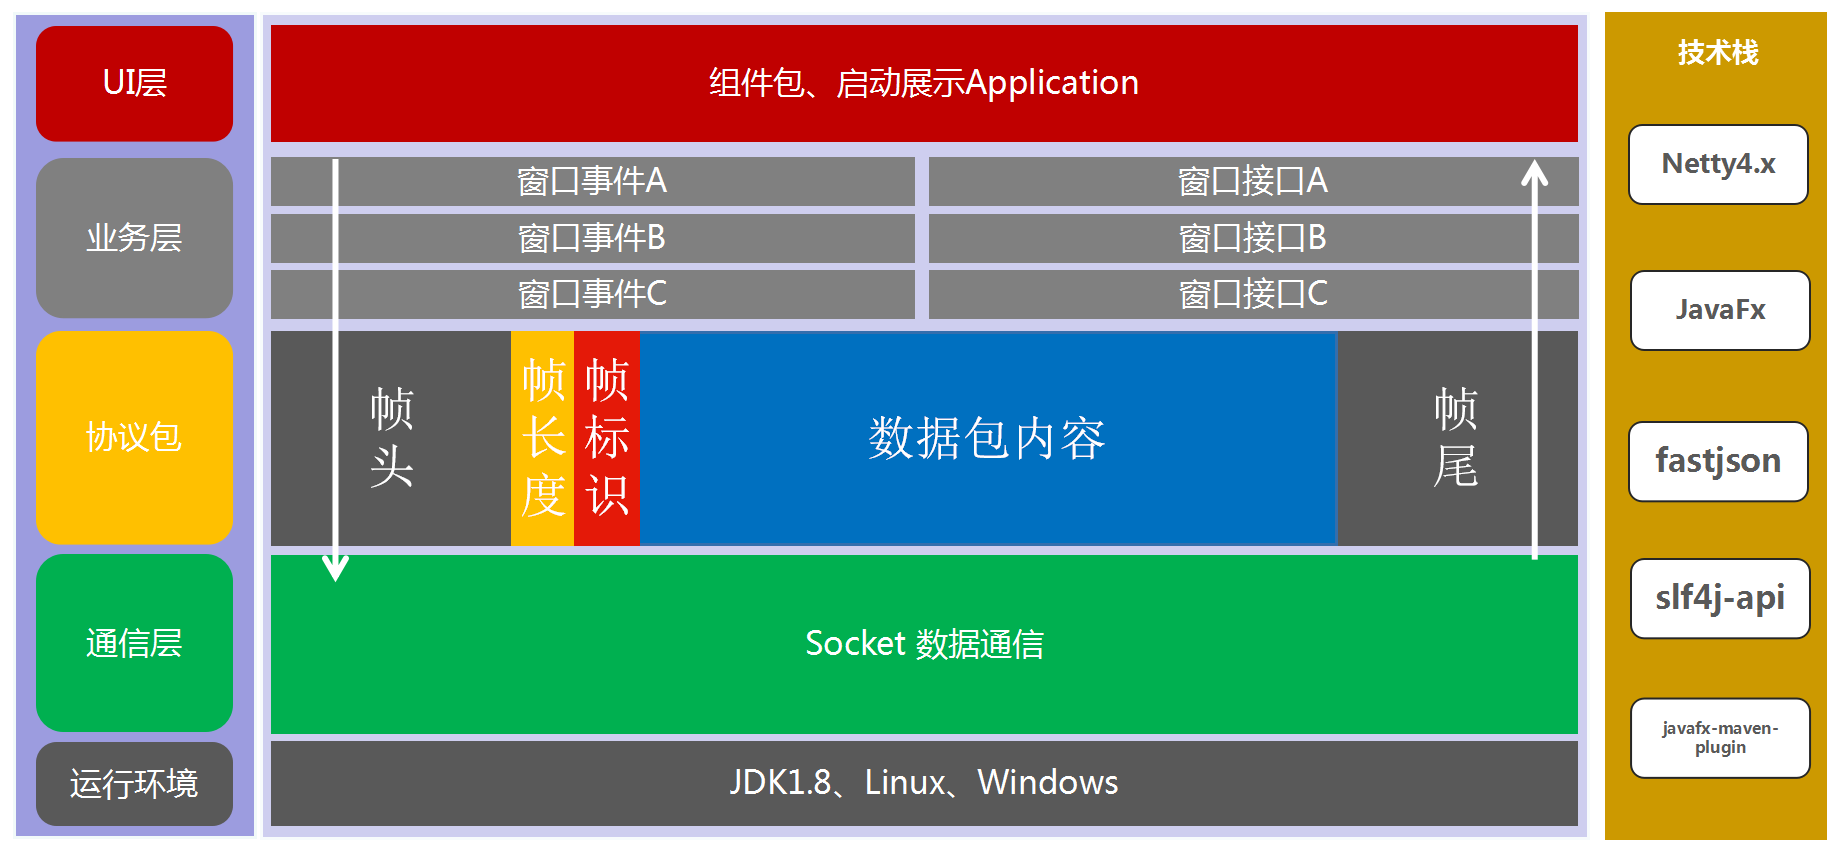 UI层
组件包、启动展示Application
业务层
窗口事件A
窗口接口A
窗口事件B
窗口接口B
窗口事件C
窗口接口C
协议包
帧头
帧长度
帧标识
数据包内容
帧尾
通信层
Socket 数据通信
运行环境
JDK1.8、Linux、Windows
技术栈
Netty4.x
JavaFx
fastjson
slf4j-api
javafx-maven-
plugin